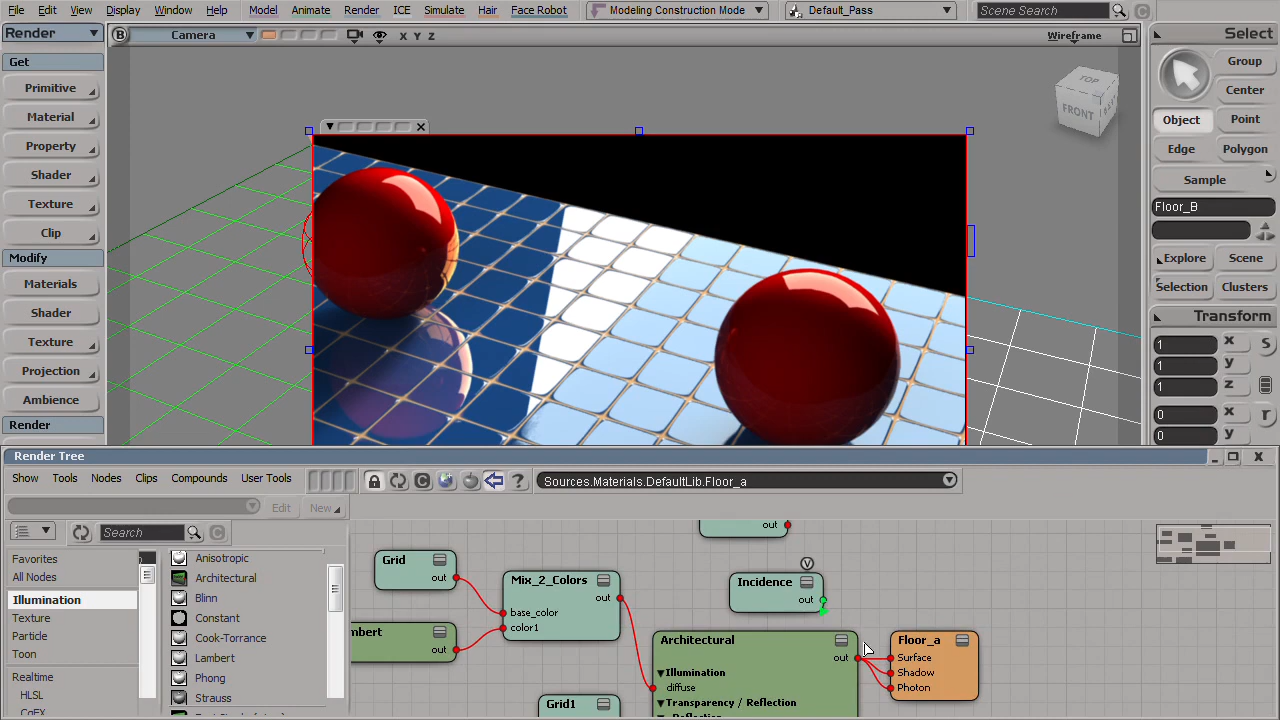 File Edit View Display Window Help Model Animate Render ICE Simulate Hair Face Robot Modeling Construction Mode Default_Pass Scene Search C
Render
B Camera X Y Z Wireframe
Select
Get
Primitive
Material
Property
Shader
Texture
Clip
Modify
Materials
Shader
Texture
Projection
Ambience
Render
TOP
FRONT
Group
Center
Object Point
Edge Polygon
Sample
Floor_B
Explore Scene
Selection Clusters
Transform
1 x S
1 y
1 z
0 x r
0 y
Render Tree
Show Tools Nodes Clips Compounds User Tools C ? Sources.Materials.DefaultLib.Floor_a
Edit New
Search C
Favorites
All Nodes
Illumination
Texture
Particle
Toon
Realtime
HLSL
CgFX
Anisotropic
Architectural
Blinn
Constant
Cook-Torrance
Lambert
Phong
Strauss
Grid
out
mbert
out
Mix_2_Colors
out
base_color
color1
Grid1
out
V
Incidence
out
Architectural
out
Illumination
diffuse
Transparency / Reflection
Floor_a
Surface
Shadow
Photon